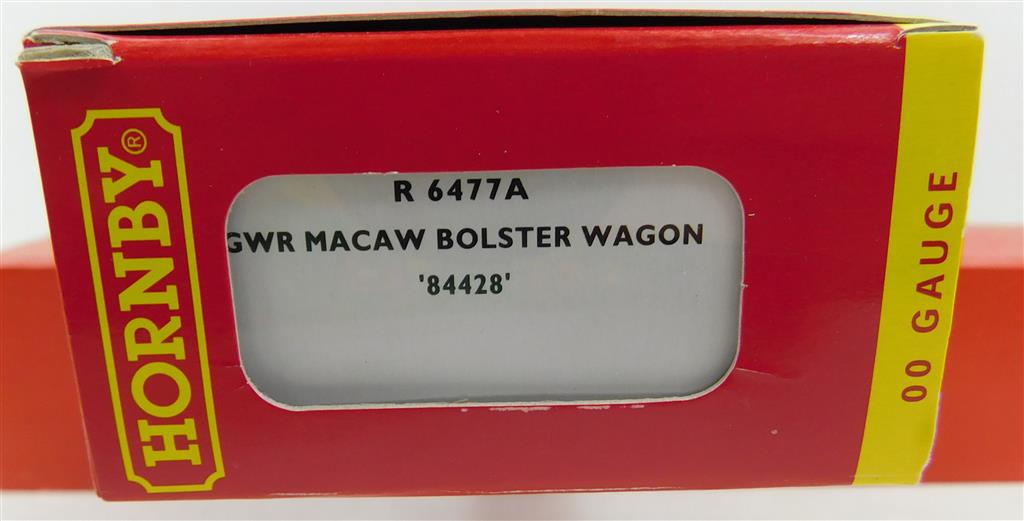 HORNBY®
R 6477A
GWR MACAW BOLSTER WAGON
'84428'
00 GAUGE